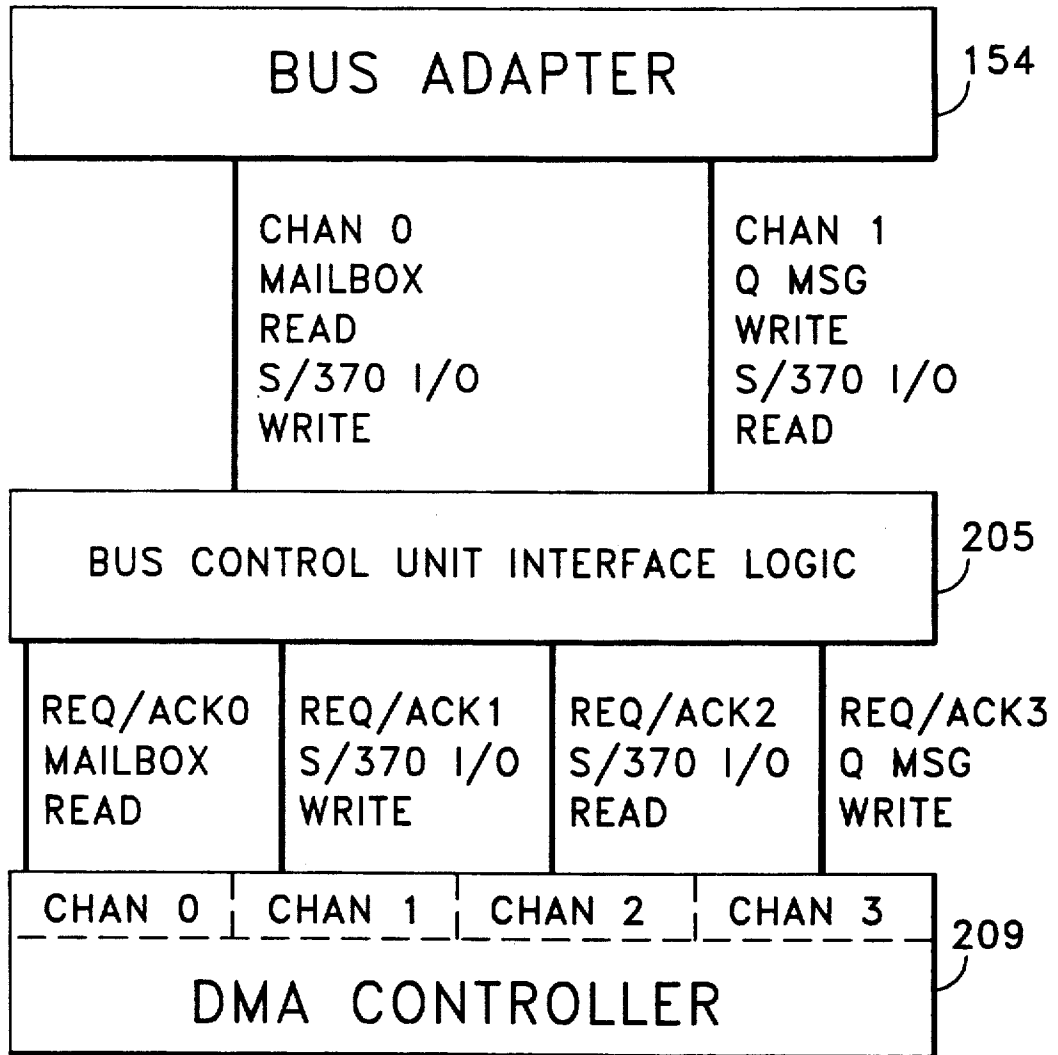 BUS ADAPTER
154
CHAN 0
MAILBOX
READ
S/370 I/O
WRITE
CHAN 1
Q MSG
WRITE
S/370 I/O
READ
BUS CONTROL UNIT INTERFACE LOGIC
205
REQ/ACK0
MAILBOX
READ
REQ/ACK1
S/370 I/O
WRITE
REQ/ACK2
S/370 I/O
READ
REQ/ACK3
Q MSG
WRITE
CHAN 0
CHAN 1
CHAN 2
CHAN 3
209
DMA CONTROLLER